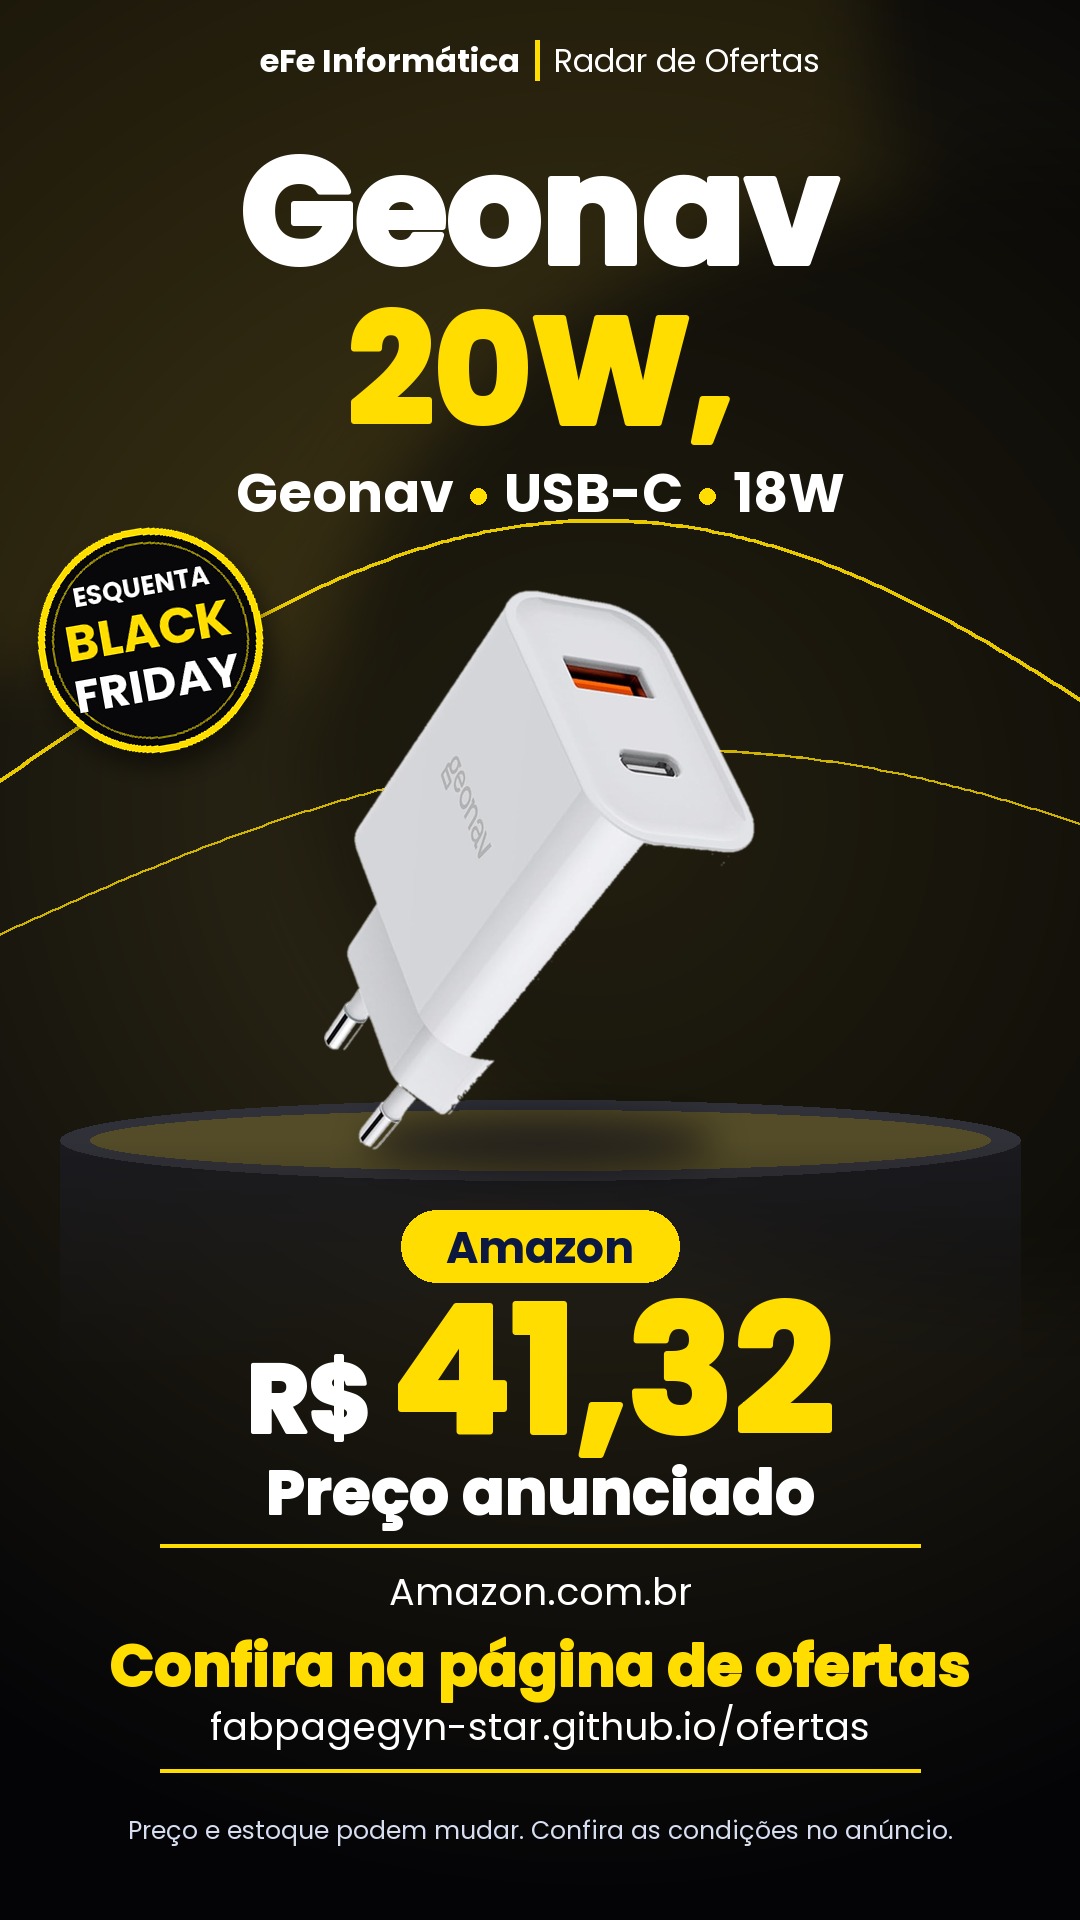 eFe Informática | Radar de Ofertas
Geonav
20W,
Geonav • USB-C • 18W
ESQUENTA
BLACK
FRIDAY
geonav
Amazon
R$ 41,32
Preço anunciado
Amazon.com.br
Confira na página de ofertas
fabpagegyn-star.github.io/ofertas
Preço e estoque podem mudar. Confira as condições no anúncio.